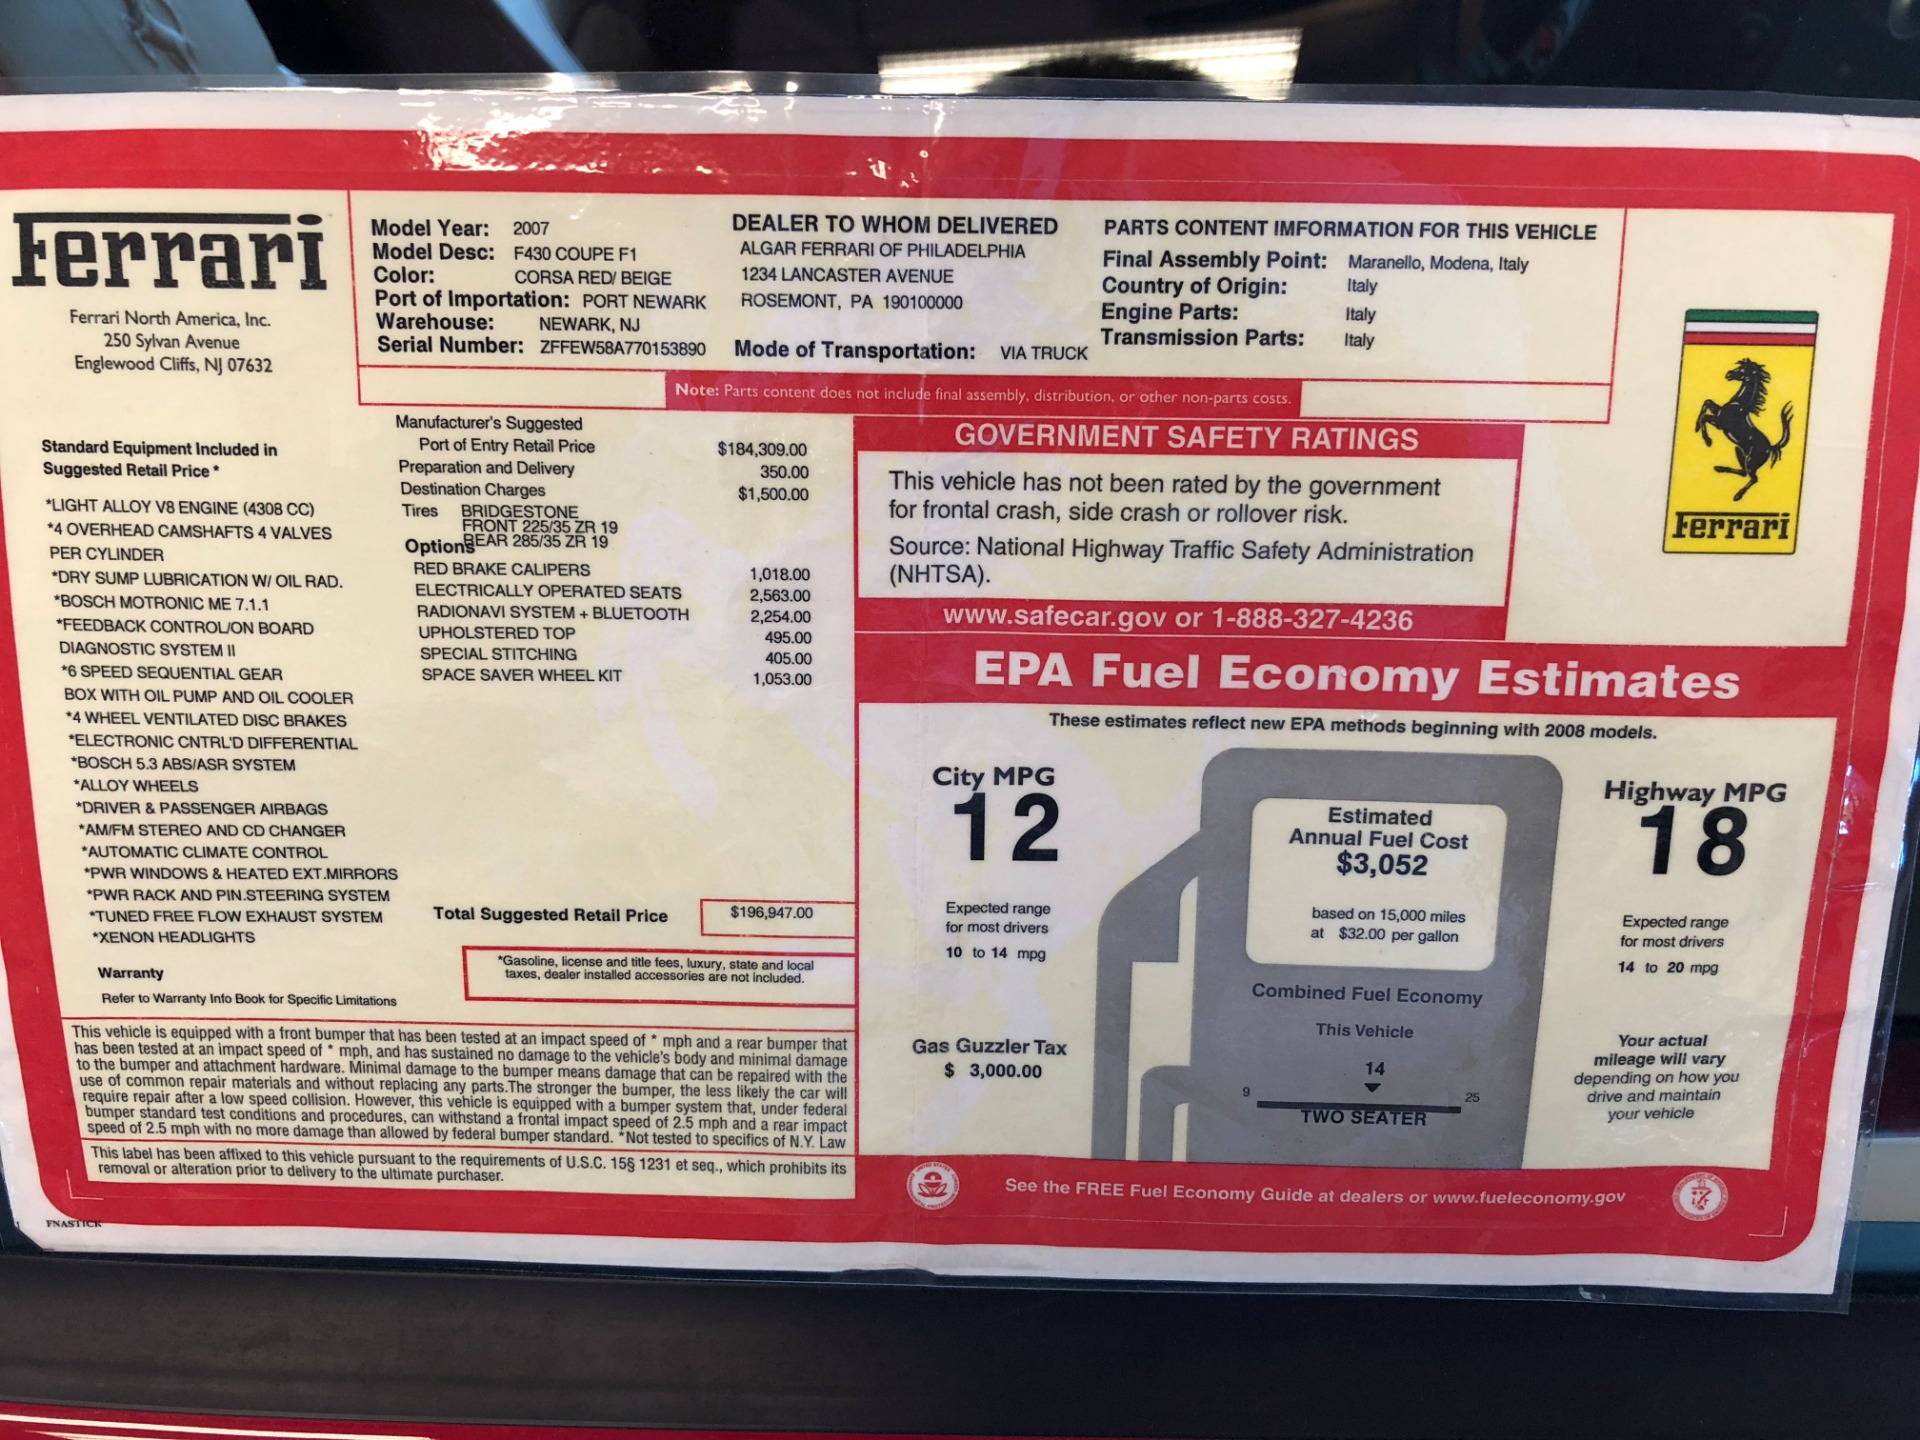 Ferrari
Ferrari North America, Inc.
250 Sylvan Avenue
Englewood Cliffs, NJ 07632
Model Year: 2007
Model Desc: F430 COUPE F1
Color: CORSA RED/ BEIGE
Port of Importation: PORT NEWARK
Warehouse: NEWARK, NJ
Serial Number: ZFFEW58A770153890
DEALER TO WHOM DELIVERED
ALGAR FERRARI OF PHILADELPHIA
1234 LANCASTER AVENUE
ROSEMONT, PA 190100000
Mode of Transportation: VIA TRUCK
PARTS CONTENT IMFORMATION FOR THIS VEHICLE
Final Assembly Point: Maranello, Modena, Italy
Country of Origin: Italy
Engine Parts: Italy
Transmission Parts: Italy
Note: Parts content does not include final assembly, distribution, or other non-parts costs.
Ferrari
Standard Equipment Included in
Suggested Retail Price *
*LIGHT ALLOY V8 ENGINE (4308 CC)
*4 OVERHEAD CAMSHAFTS 4 VALVES
PER CYLINDER
*DRY SUMP LUBRICATION W/ OIL RAD.
*BOSCH MOTRONIC ME 7.1.1
*FEEDBACK CONTROL/ON BOARD
DIAGNOSTIC SYSTEM II
*6 SPEED SEQUENTIAL GEAR
BOX WITH OIL PUMP AND OIL COOLER
*4 WHEEL VENTILATED DISC BRAKES
*ELECTRONIC CNTRL'D DIFFERENTIAL
*BOSCH 5.3 ABS/ASR SYSTEM
*ALLOY WHEELS
*DRIVER & PASSENGER AIRBAGS
*AM/FM STEREO AND CD CHANGER
*AUTOMATIC CLIMATE CONTROL
*PWR WINDOWS & HEATED EXT.MIRRORS
*PWR RACK AND PIN.STEERING SYSTEM
*TUNED FREE FLOW EXHAUST SYSTEM
*XENON HEADLIGHTS
Warranty
Refer to Warranty Info Book for Specific Limitations
Manufacturer's Suggested
Port of Entry Retail Price $184,309.00
Preparation and Delivery 350.00
Destination Charges $1,500.00
Tires BRIDGESTONE
FRONT 225/35 ZR 19
REAR 285/35 ZR 19
Options
RED BRAKE CALIPERS 1,018.00
ELECTRICALLY OPERATED SEATS 2,563.00
RADIONAVI SYSTEM + BLUETOOTH 2,254.00
UPHOLSTERED TOP 495.00
SPECIAL STITCHING 405.00
SPACE SAVER WHEEL KIT 1,053.00
Total Suggested Retail Price $196,947.00
*Gasoline, license and title fees, luxury, state and local
taxes, dealer installed accessories are not included.
This vehicle is equipped with a front bumper that has been tested at an impact speed of * mph and a rear bumper that
has been tested at an impact speed of * mph, and has sustained no damage to the vehicle's body and minimal damage
to the bumper and attachment hardware. Minimal damage to the bumper means damage that can be repaired with the
use of common repair materials and without replacing any parts.The stronger the bumper, the less likely the car will
require repair after a low speed collision. However, this vehicle is equipped with a bumper system that, under federal
bumper standard test conditions and procedures, can withstand a frontal impact speed of 2.5 mph and a rear impact
speed of 2.5 mph with no more damage than allowed by federal bumper standard. *Not tested to specifics of N.Y. Law
This label has been affixed to this vehicle pursuant to the requirements of U.S.C. 15§ 1231 et seq., which prohibits its
removal or alteration prior to delivery to the ultimate purchaser.
FNASTICK
GOVERNMENT SAFETY RATINGS
This vehicle has not been rated by the government
for frontal crash, side crash or rollover risk.
Source: National Highway Traffic Safety Administration
(NHTSA).
www.safecar.gov or 1-888-327-4236
EPA Fuel Economy Estimates
These estimates reflect new EPA methods beginning with 2008 models.
City MPG
12
Expected range
for most drivers
10 to 14 mpg
Gas Guzzler Tax
$ 3,000.00
Estimated
Annual Fuel Cost
$3,052
based on 15,000 miles
at $32.00 per gallon
Combined Fuel Economy
This Vehicle
14
9 25
TWO SEATER
Highway MPG
18
Expected range
for most drivers
14 to 20 mpg
Your actual
mileage will vary
depending on how you
drive and maintain
your vehicle
See the FREE Fuel Economy Guide at dealers or www.fueleconomy.gov